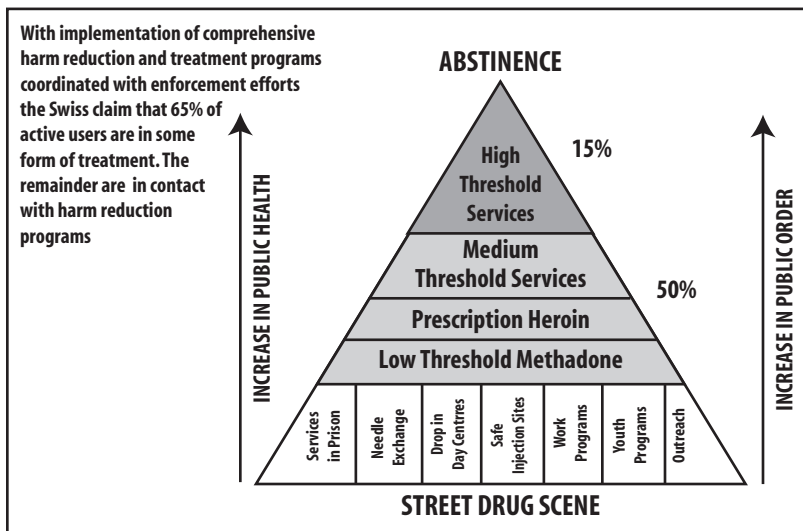 With implementation of comprehensive
harm reduction and treatment programs
coordinated with enforcement efforts
the Swiss claim that 65% of
active users are in some
form of treatment. The
remainder are in contact
with harm reduction
programs
ABSTINENCE
High
Threshold
Services
15%
Medium
Threshold Services
50%
Prescription Heroin
Low Threshold Methadone
Services
in Prison
Needle
Exchange
Drop in
Day Centrres
Safe
Injection Sites
Work
Programs
Youth
Programs
Outreach
STREET DRUG SCENE
INCREASE IN PUBLIC HEALTH
INCREASE IN PUBLIC ORDER